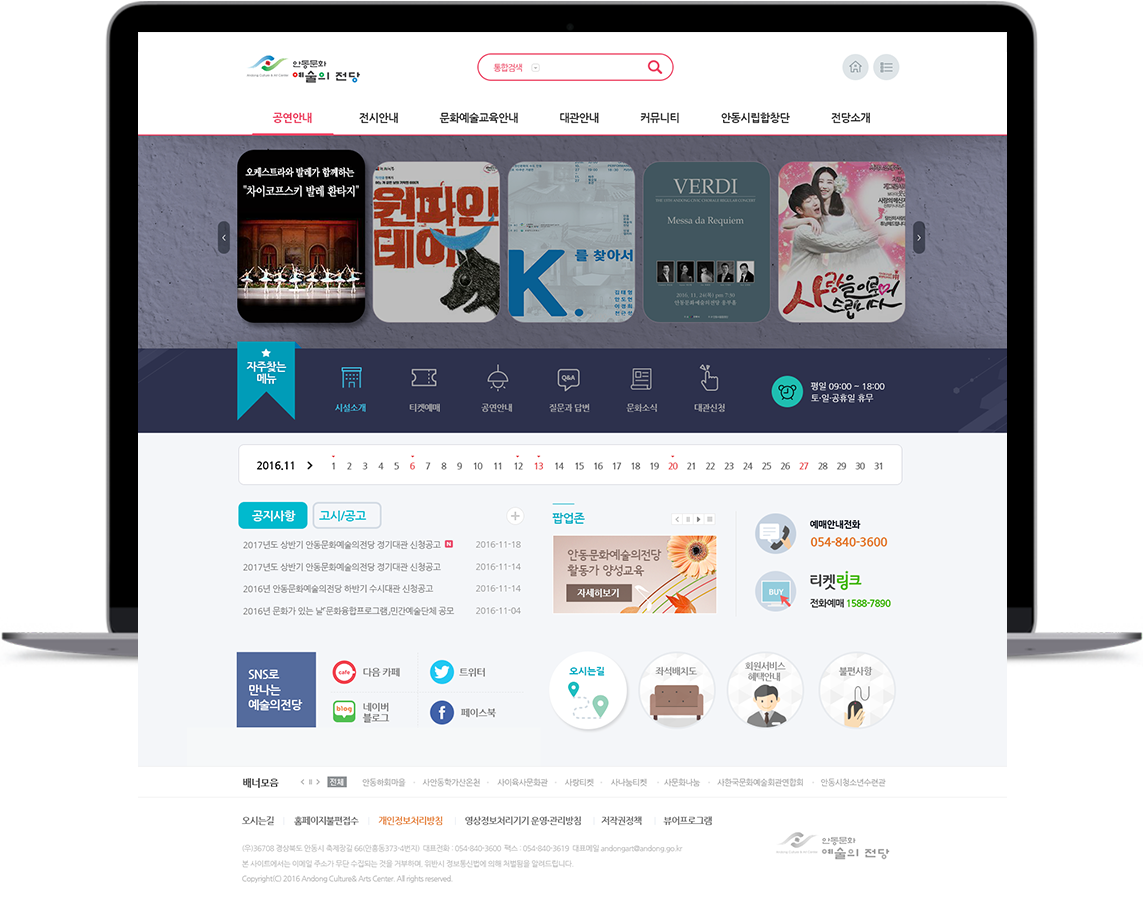 안동문화
예술의 전당
Andong Culture & Art Center
통합검색
공연안내 전시안내 문화예술교육안내 대관안내 커뮤니티 안동시립합창단 전당소개
오케스트라와 발레가 함께하는
"차이코프스키 발레 환타지"
원파인
데이
K.
를 찾아서
VERDI
Messa da Requiem
2016. 11. 24(목) pm 7:30
안동문화예술의전당 웅부홀
사랑을 이루어
드립니다
자주찾는
메뉴
시설소개 티켓예매 공연안내 질문과 답변 문화소식 대관신청
Q&A
평일 09:00 ~ 18:00
토·일·공휴일 휴무
2016.11 1 2 3 4 5 6 7 8 9 10 11 12 13 14 15 16 17 18 19 20 21 22 23 24 25 26 27 28 29 30 31
공지사항 고시/공고
2017년도 상반기 안동문화예술의전당 정기대관 신청공고 N 2016-11-18
2017년도 상반기 안동문화예술의전당 정기대관 신청공고 2016-11-14
2016년 안동문화예술의전당 하반기 수시대관 신청공고 2016-11-14
2016년 문화가 있는 날'문화융합프로그램,민간예술단체 공모 2016-11-04
팝업존
안동문화예술의전당
활동가 양성교육
자세히보기
예매안내전화
054-840-3600
BUY
티켓링크
전화예매 1588-7890
SNS로
만나는
예술의전당
cafe 다음 카페
트위터
blog 네이버
블로그
페이스북
오시는길
좌석배치도
회원서비스
혜택안내
불편사항
배너모음 전체 안동하회마을 사안동학가산온천 사이육사문학관 사랑티켓 사나눔티켓 사문화나눔 사한국문화예술회관연합회 안동시청소년수련관
오시는길 홈페이지불편접수 개인정보처리방침 영상정보처리기기 운영·관리방침 저작권정책 뷰어프로그램
(우)36708 경상북도 안동시 축제장길 66(안흥동373-4번지) 대표전화 : 054-840-3600 팩스 : 054-840-3619 대표메일 andongart@andong.go.kr
본 사이트에서는 이메일 주소가 무단 수집되는 것을 거부하며, 위반시 정보통신법에 의해 처벌됨을 알려드립니다.
Copyright(C) 2016 Andong Culture& Arts Center. All rights reserved.
안동문화
예술의 전당